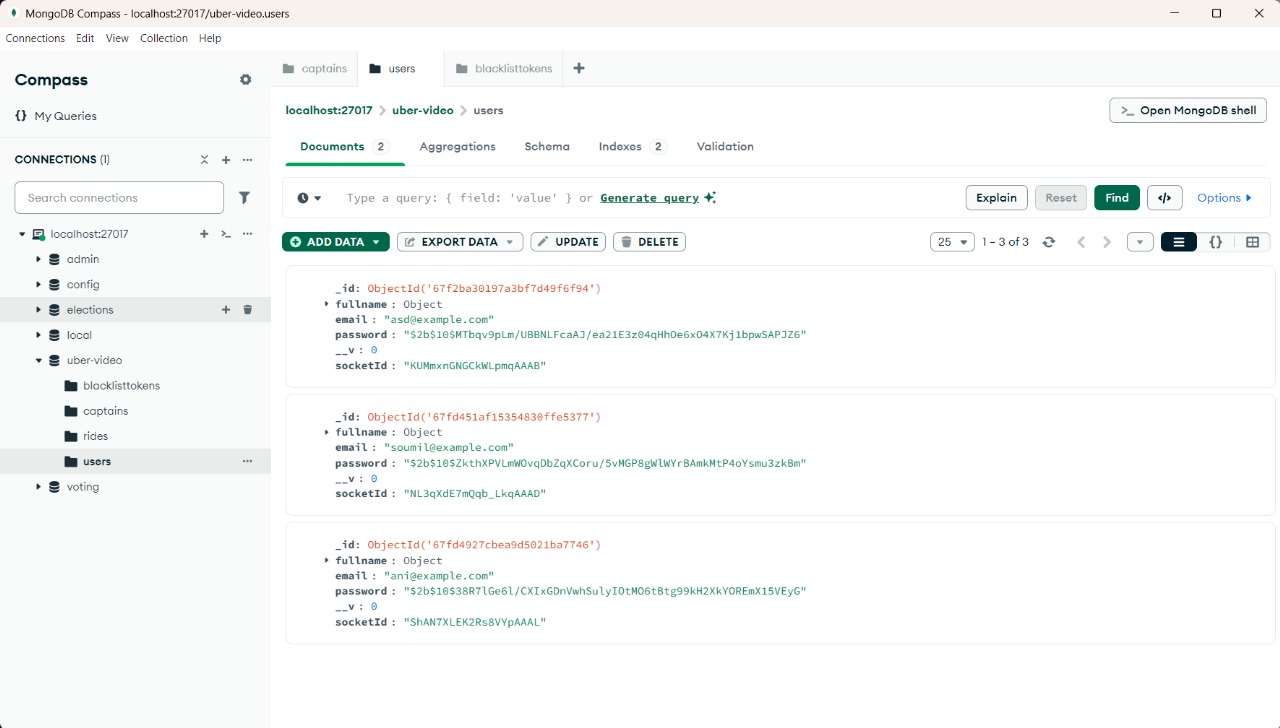 MongoDB Compass - localhost:27017/uber-video.users
Connections Edit View Collection Help
Compass
{} My Queries
CONNECTIONS (1)
Search connections
localhost:27017
admin
config
elections
local
uber-video
blacklisttokens
captains
rides
users
voting
captains users blacklisttokens
localhost:27017 > uber-video > users
>_ Open MongoDB shell
Documents 2 Aggregations Schema Indexes 2 Validation
Type a query: { field: 'value' } or Generate query
Explain Reset Find </> Options
ADD DATA EXPORT DATA UPDATE DELETE
25 1 – 3 of 3 {}
_id: ObjectId('67f2ba30197a3bf7d49f6f94')
fullname : Object
email : "asd@example.com"
password : "$2b$10$MTbqv9pLm/UBBNLFcaAJ/ea21E3z04qHhOe6xO4X7Kj1bpwSAPJZ6"
__v : 0
socketId : "KUMmxnGNGCkWLpmqAAAB"
_id: ObjectId('67fd451af15354830ffe5377')
fullname : Object
email : "soumil@example.com"
password : "$2b$10$ZkthXPVLmWOvqDbZqXCoru/5vMGP8gWlWYrBAmkMtP4oYsmu3zkBm"
__v : 0
socketId : "NL3qXdE7mQqb_LkqAAAD"
_id: ObjectId('67fd4927cbea9d5021ba7746')
fullname : Object
email : "ani@example.com"
password : "$2b$10$38R7lGe6l/CXIxGDnVwhSulyIOtMO6tBtg99kH2XkYOREmX15VEyG"
__v : 0
socketId : "ShAN7XLEK2Rs8VYpAAAL"